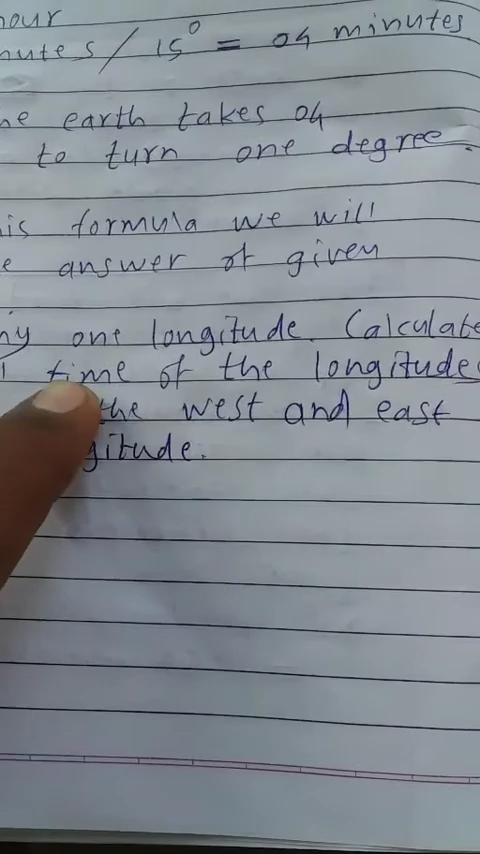 hour
nutes / 15° = 04 minutes
he earth takes 04
to turn one degree.
is formula we will
e answer of given
ny one longitude. Calculate
l time of the longitudes
the west and east
gitude.